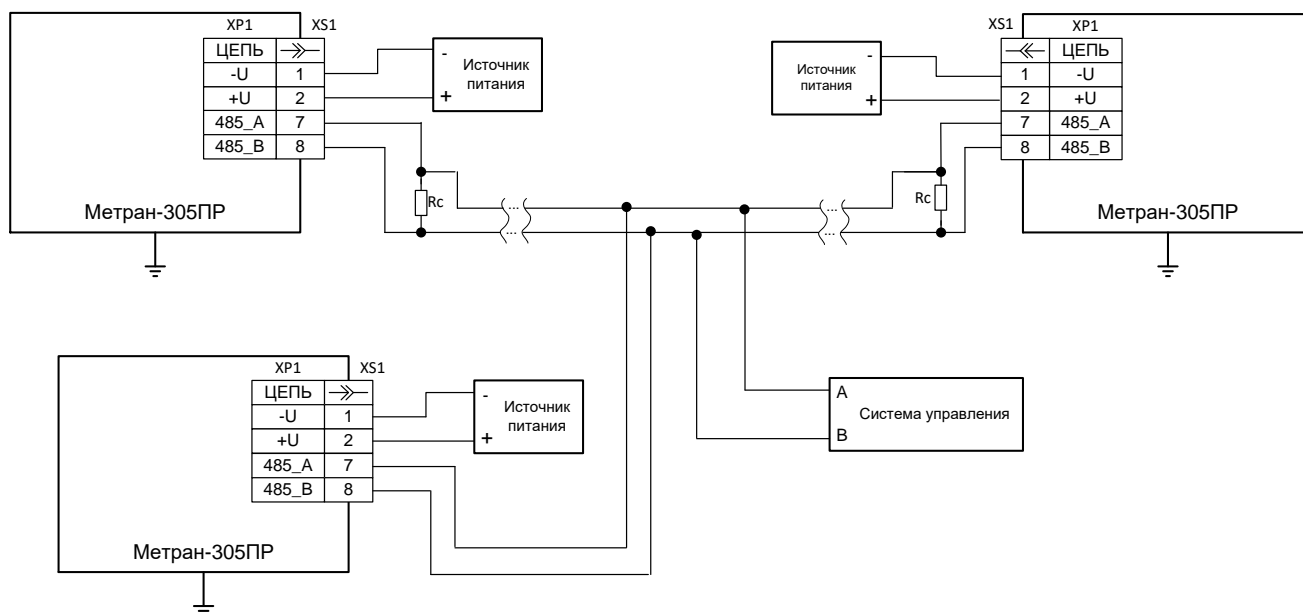 XP1 XS1
ЦЕПЬ
-U 1
+U 2
485_A 7
485_B 8
Метран-305ПР
-
+
Источник
питания
Rc
...
...
Источник
питания
-
+
XS1 XP1
ЦЕПЬ
1 -U
2 +U
7 485_A
8 485_B
Метран-305ПР
Rc
...
...
XP1 XS1
ЦЕПЬ
-U 1
+U 2
485_A 7
485_B 8
Метран-305ПР
-
+
Источник
питания
A
B
Система управления